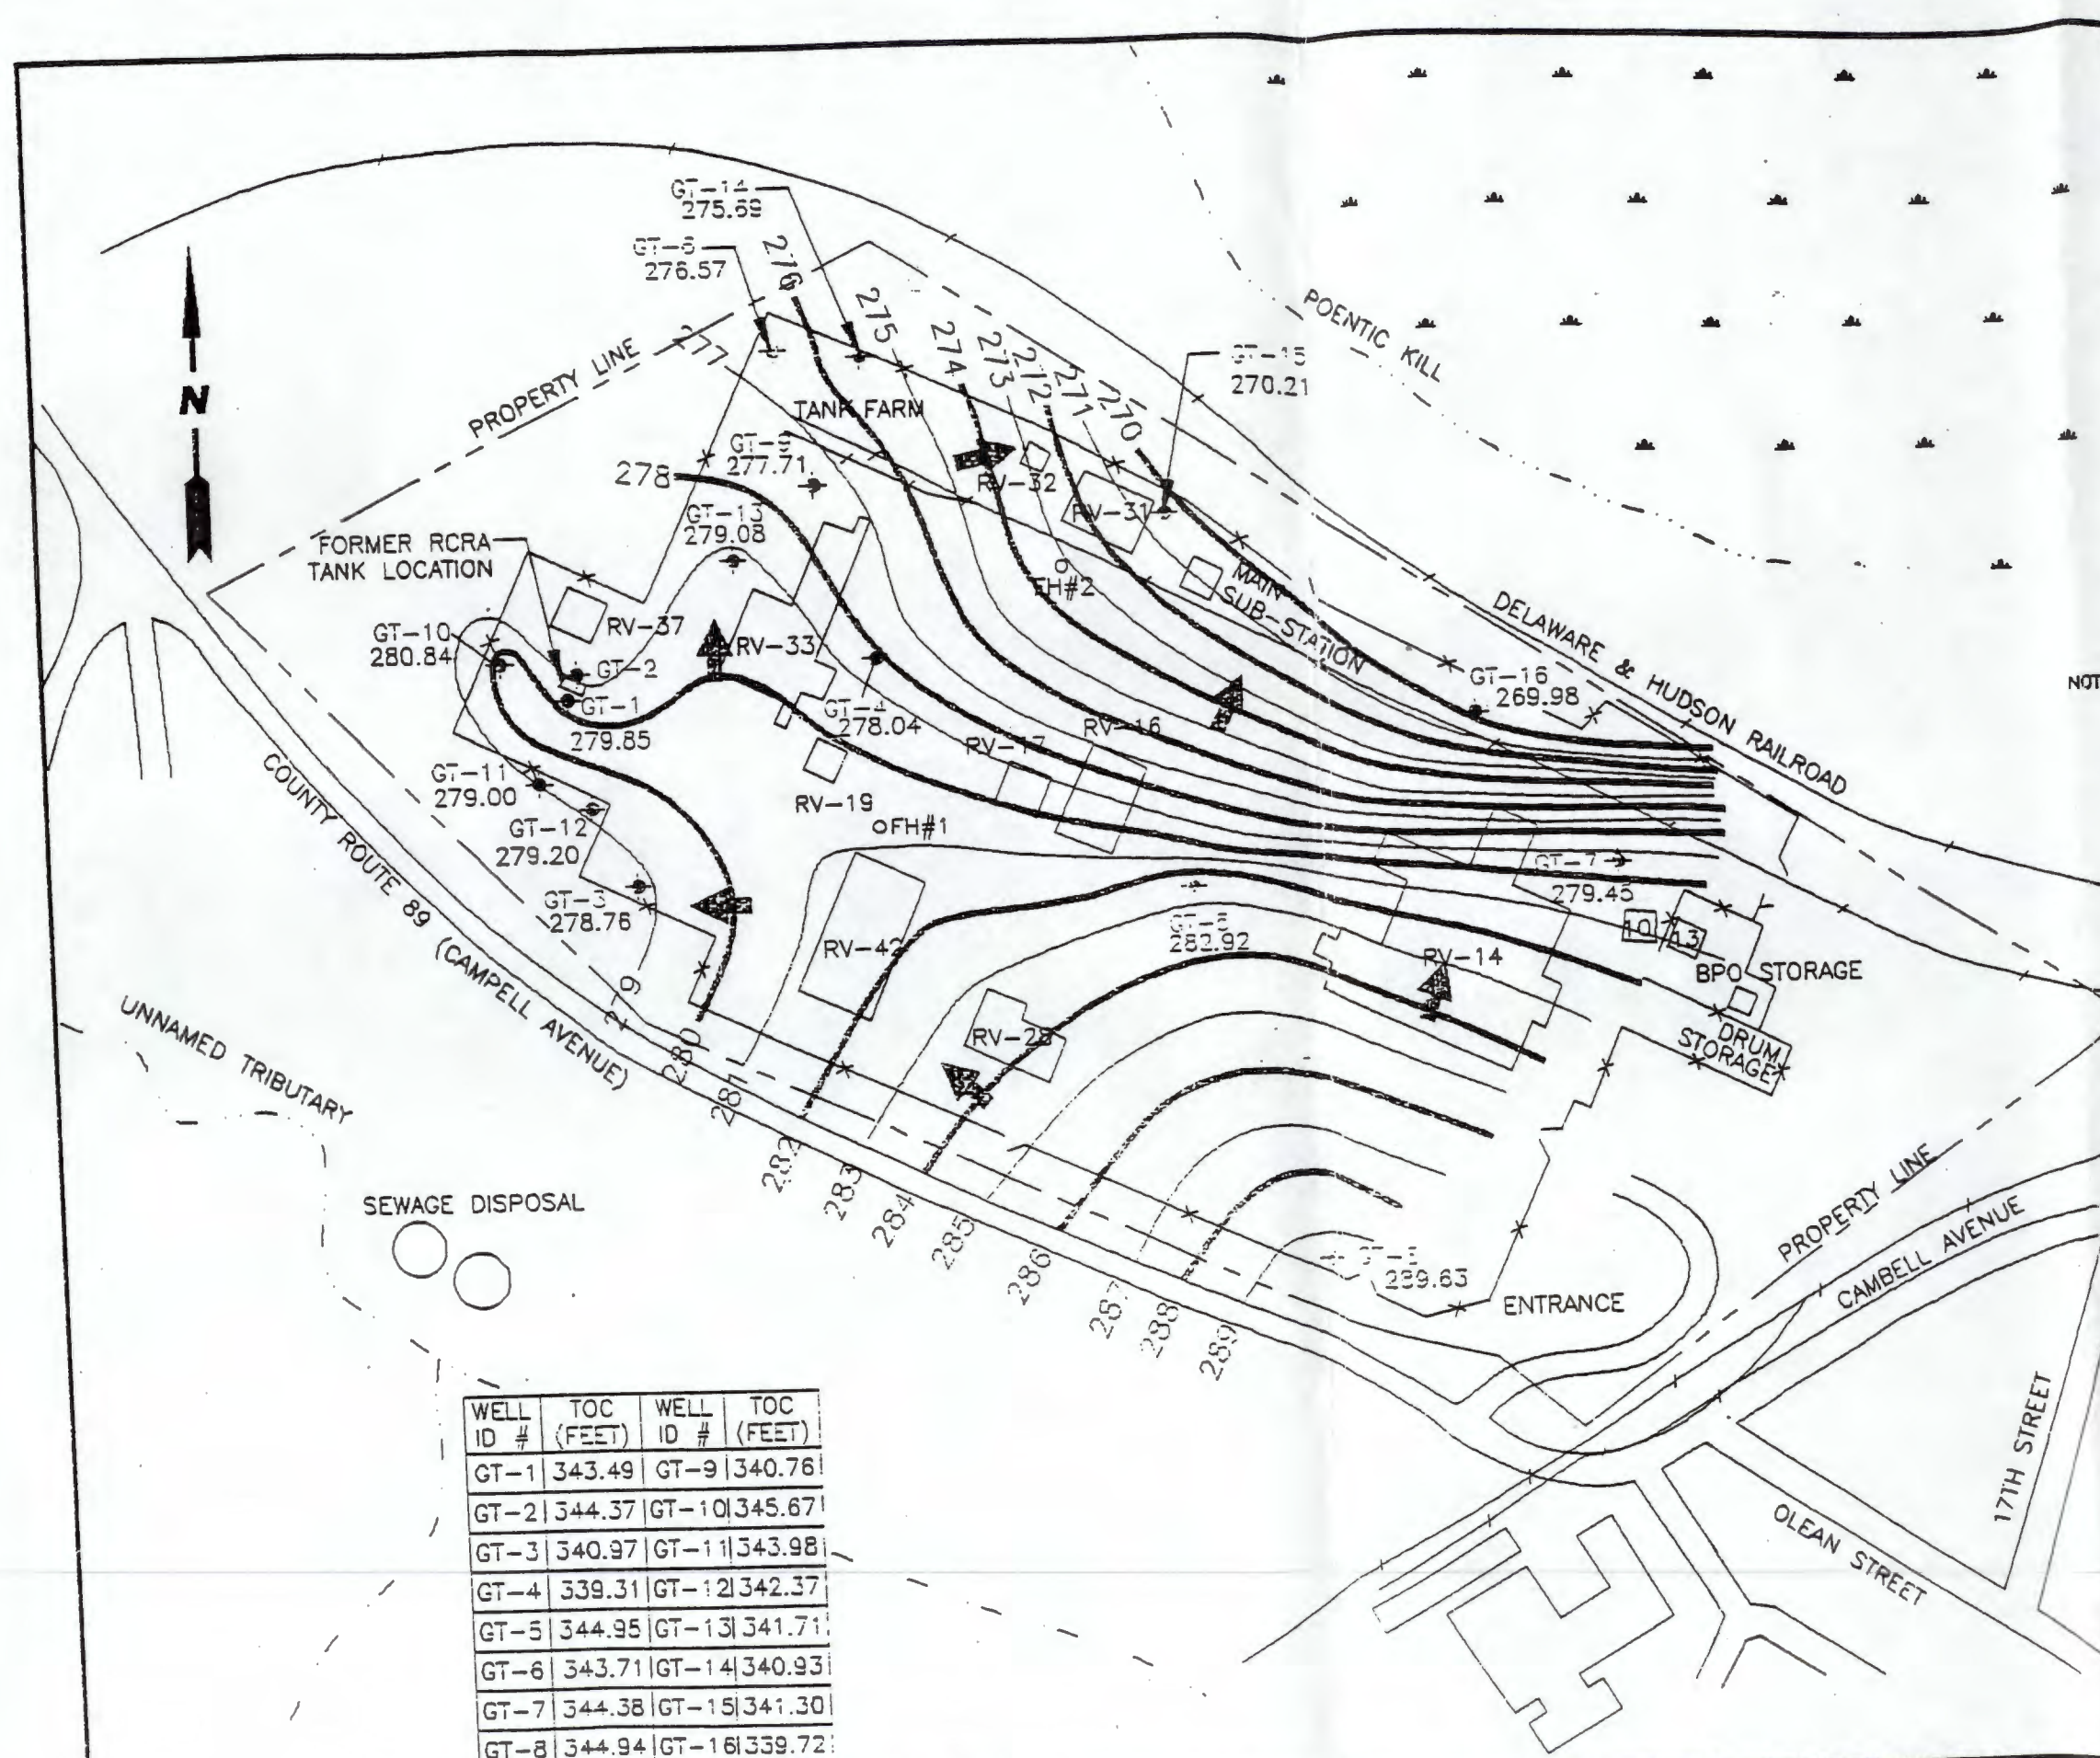 GT-14
275.69
276.57
276
275
274
273
272
271
270
277
GT-15
270.21
POENTIC KILL
PROPERTY LINE
TANK FARM
N
277.71
278
RV-32
RV-31
GT-13
279.08
FORMER RCRA
TANK LOCATION
FH#2
MAIN
SUB-STATION
DELAWARE & HUDSON RAILROAD
RV-37
RV-33
GT-10
280.84
GT-2
GT-1
279.85
GT-4
278.04
GT-16
269.98
NOT
RV-17
RV-16
GT-11
279.00
RV-19
FH#1
GT-12
279.20
GT-3
278.76
GT-7
279.45
COUNTY ROUTE 89 (CAMPELL AVENUE)
RV-42
282.92
RV-14
10
13
BPO STORAGE
DRUM
STORAGE
RV-28
279
280
281
282
283
284
285
286
287
288
289
UNNAMED TRIBUTARY
SEWAGE DISPOSAL
289.63
ENTRANCE
PROPERTY LINE
CAMBELL AVENUE
17TH STREET
OLEAN STREET
WELL ID # TOC (FEET) WELL ID # TOC (FEET)
GT-1 343.49 GT-9 340.76
GT-2 344.37 GT-10 345.67
GT-3 340.97 GT-11 343.98
GT-4 339.31 GT-12 342.37
GT-5 344.95 GT-13 341.71
GT-6 343.71 GT-14 340.93
GT-7 344.38 GT-15 341.30
GT-8 344.94 GT-16 339.72